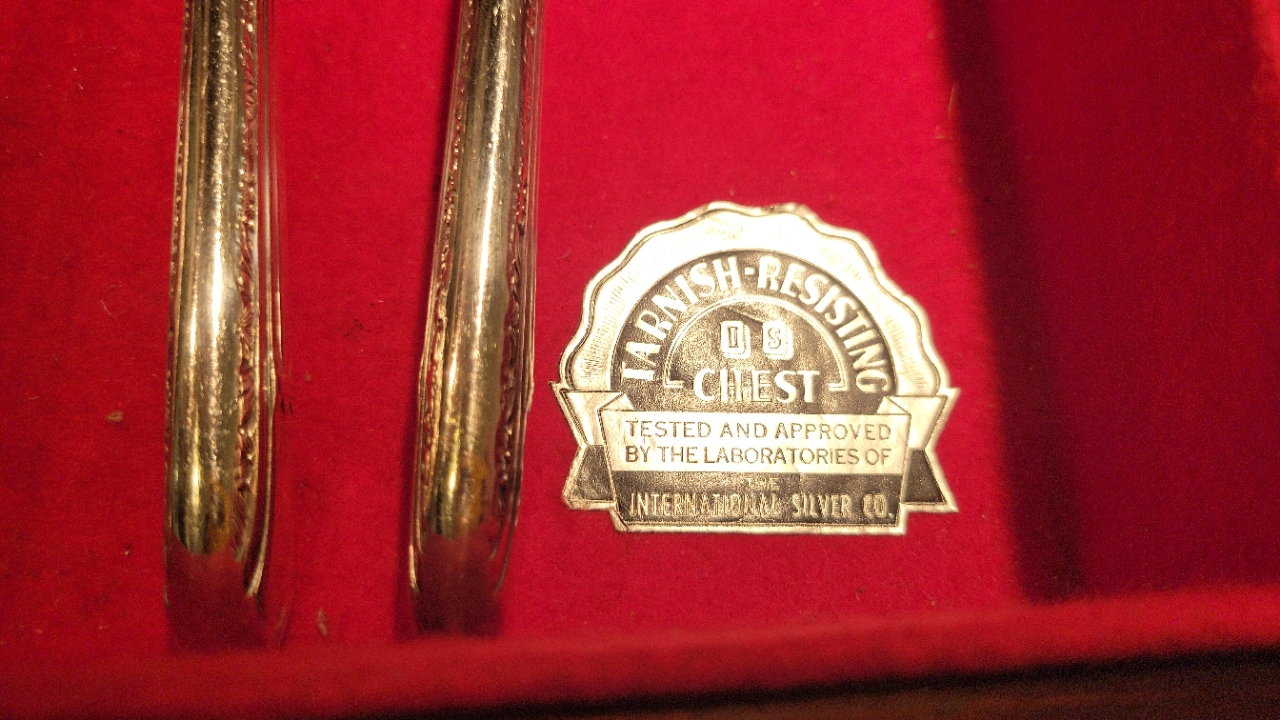 TARNISH-RESISTING
I S
CHEST
TESTED AND APPROVED
BY THE LABORATORIES OF
THE
INTERNATIONAL SILVER CO.